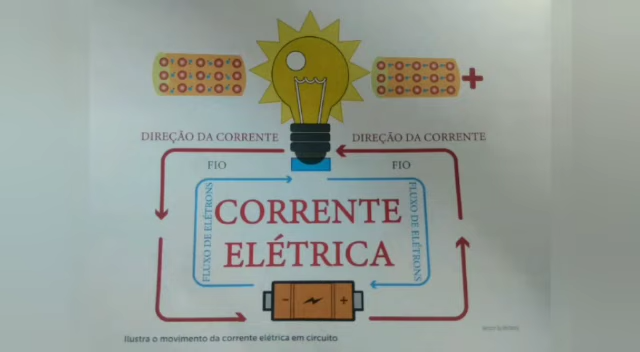 DIREÇÃO DA CORRENTE
DIREÇÃO DA CORRENTE
FIO
FIO
FLUXO DE ELÉTRONS
FLUXO DE ELÉTRONS
CORRENTE
ELÉTRICA
- +
+
Ilustra o movimento da corrente elétrica em circuito